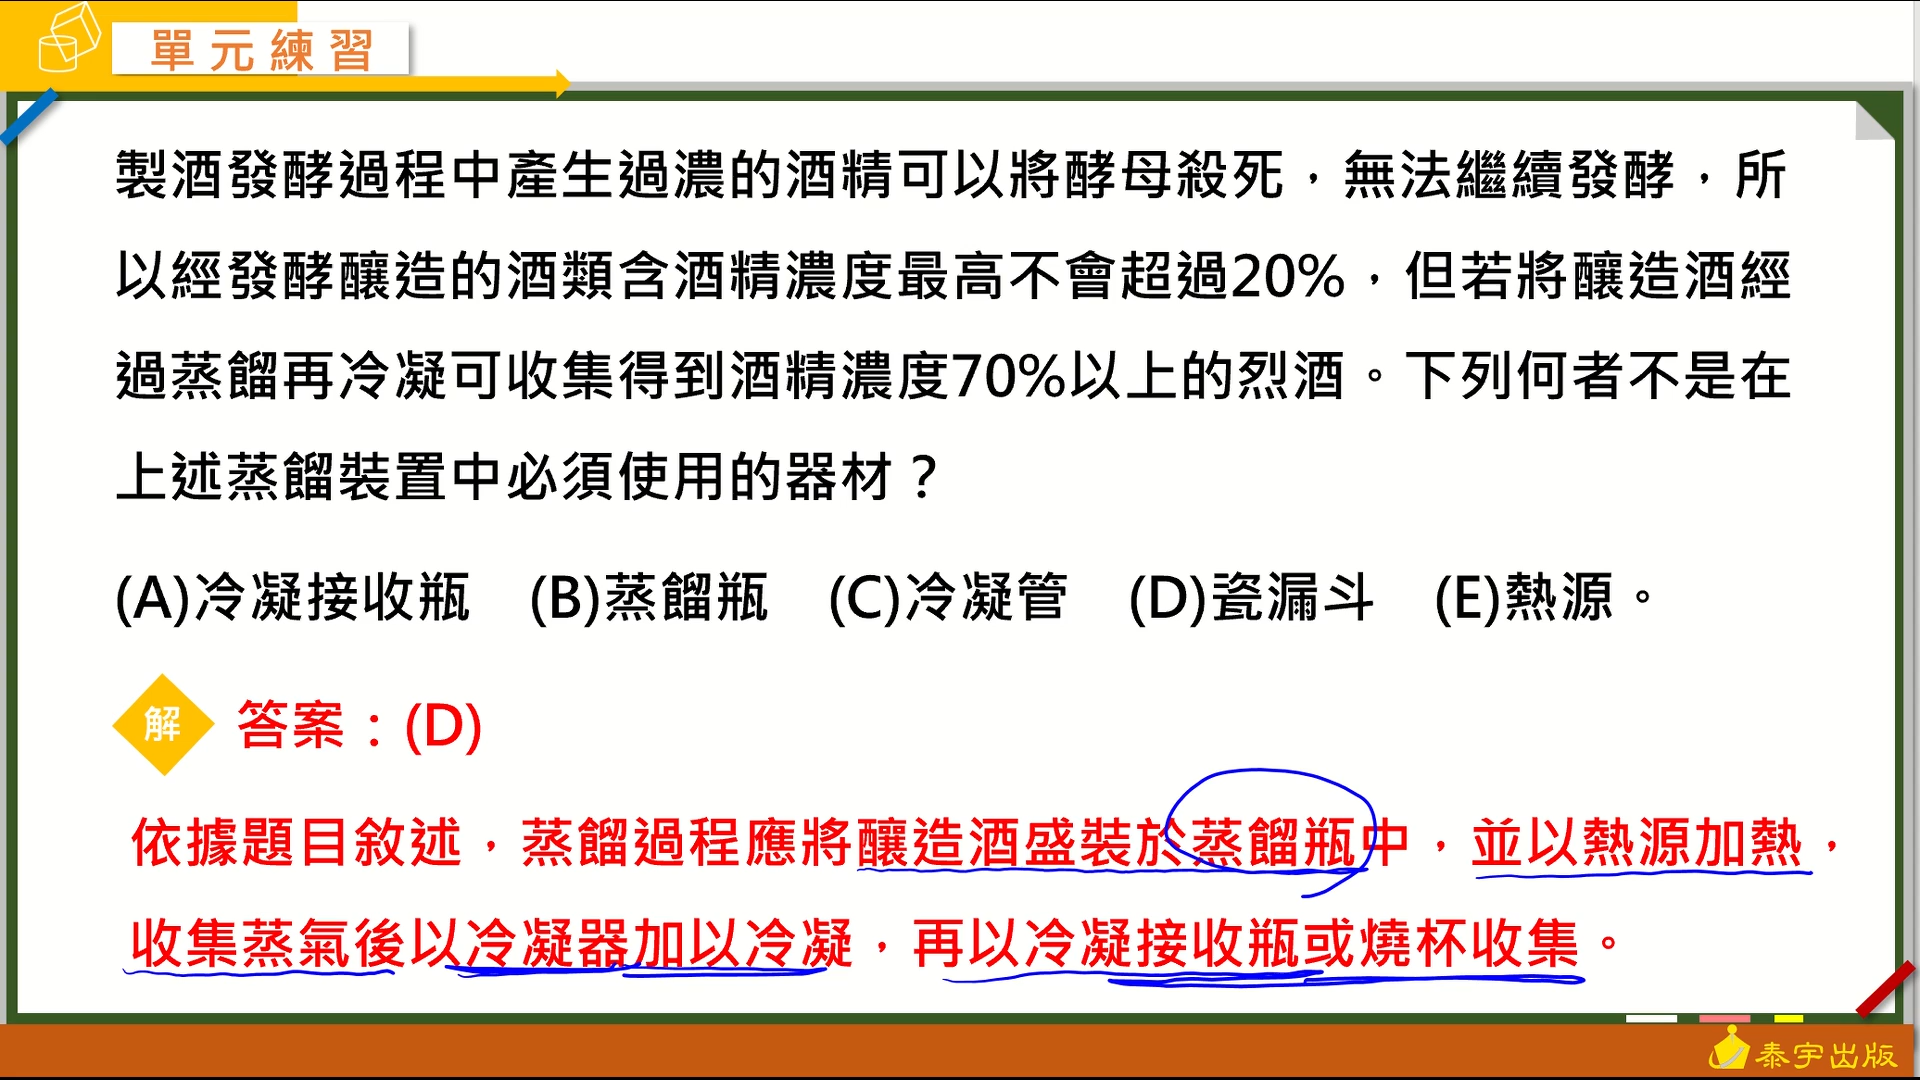 單元練習
製酒發酵過程中產生過濃的酒精可以將酵母殺死，無法繼續發酵，所
以經發酵釀造的酒類含酒精濃度最高不會超過20%，但若將釀造酒經
過蒸餾再冷凝可收集得到酒精濃度70%以上的烈酒。下列何者不是在
上述蒸餾裝置中必須使用的器材？
(A)冷凝接收瓶　(B)蒸餾瓶　(C)冷凝管　(D)瓷漏斗　(E)熱源。
解 答案：(D)
依據題目敘述，蒸餾過程應將釀造酒盛裝於蒸餾瓶中，並以熱源加熱，
收集蒸氣後以冷凝器加以冷凝，再以冷凝接收瓶或燒杯收集。
泰宇出版